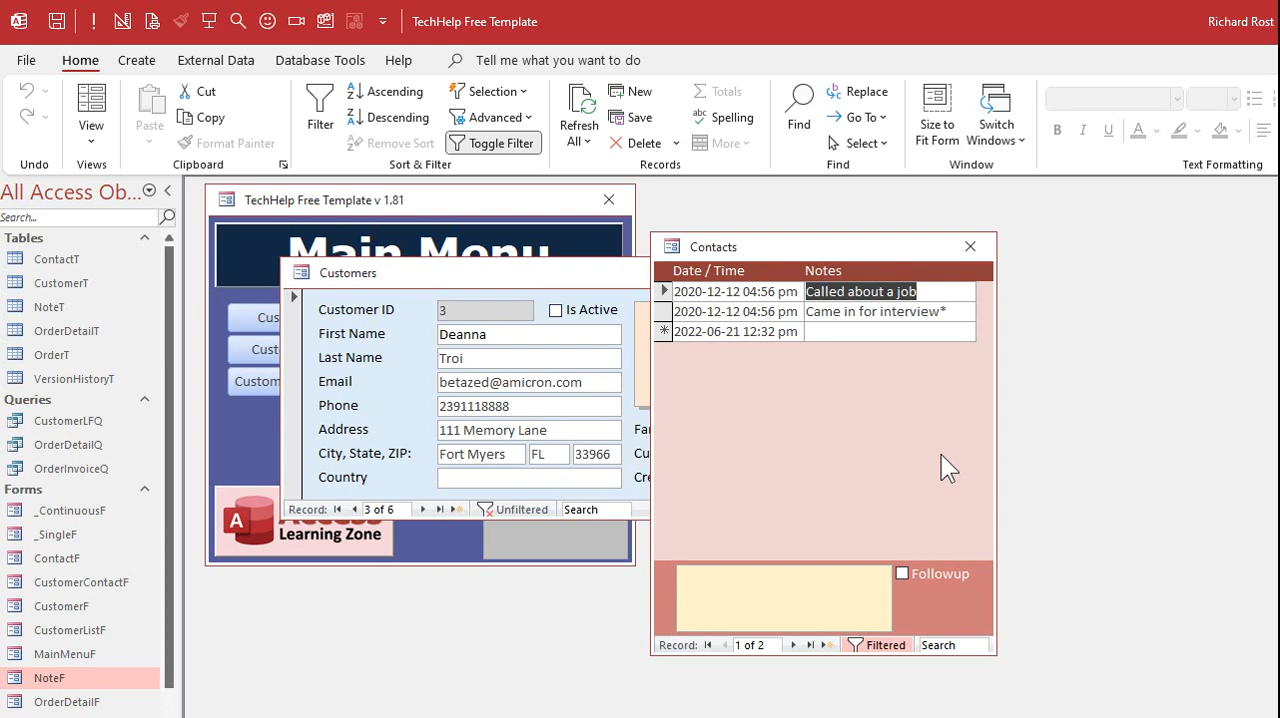 TechHelp Free Template
Richard Rost
File Home Create External Data Database Tools Help Tell me what you want to do
Undo
View
Views
Paste
Cut
Copy
Format Painter
Clipboard
Filter
Ascending
Descending
Remove Sort
Selection
Advanced
Toggle Filter
Sort & Filter
Refresh
All
New
Save
Delete
Totals
Spelling
More
Records
Find
Replace
Go To
Select
Find
Size to
Fit Form
Switch
Windows
Window
B I U A
Text Formatting
All Access Ob...
Search...
Tables
ContactT
CustomerT
NoteT
OrderDetailT
OrderT
VersionHistoryT
Queries
CustomerLFQ
OrderDetailQ
OrderInvoiceQ
Forms
_ContinuousF
_SingleF
ContactF
CustomerContactF
CustomerF
CustomerListF
MainMenuF
NoteF
OrderDetailF
TechHelp Free Template v 1.81
Main Menu
Cus
Cust
Custom
A
Learning Zone
Customers
Customer ID 3 Is Active
First Name Deanna
Last Name Troi
Email betazed@amicron.com
Phone 2391118888
Address 111 Memory Lane
City, State, ZIP: Fort Myers FL 33966
Country
Far
Cu
Cre
Record: 3 of 6 Unfiltered Search
Contacts
Date / Time Notes
2020-12-12 04:56 pm Called about a job
2020-12-12 04:56 pm Came in for interview*
2022-06-21 12:32 pm
Followup
Record: 1 of 2 Filtered Search